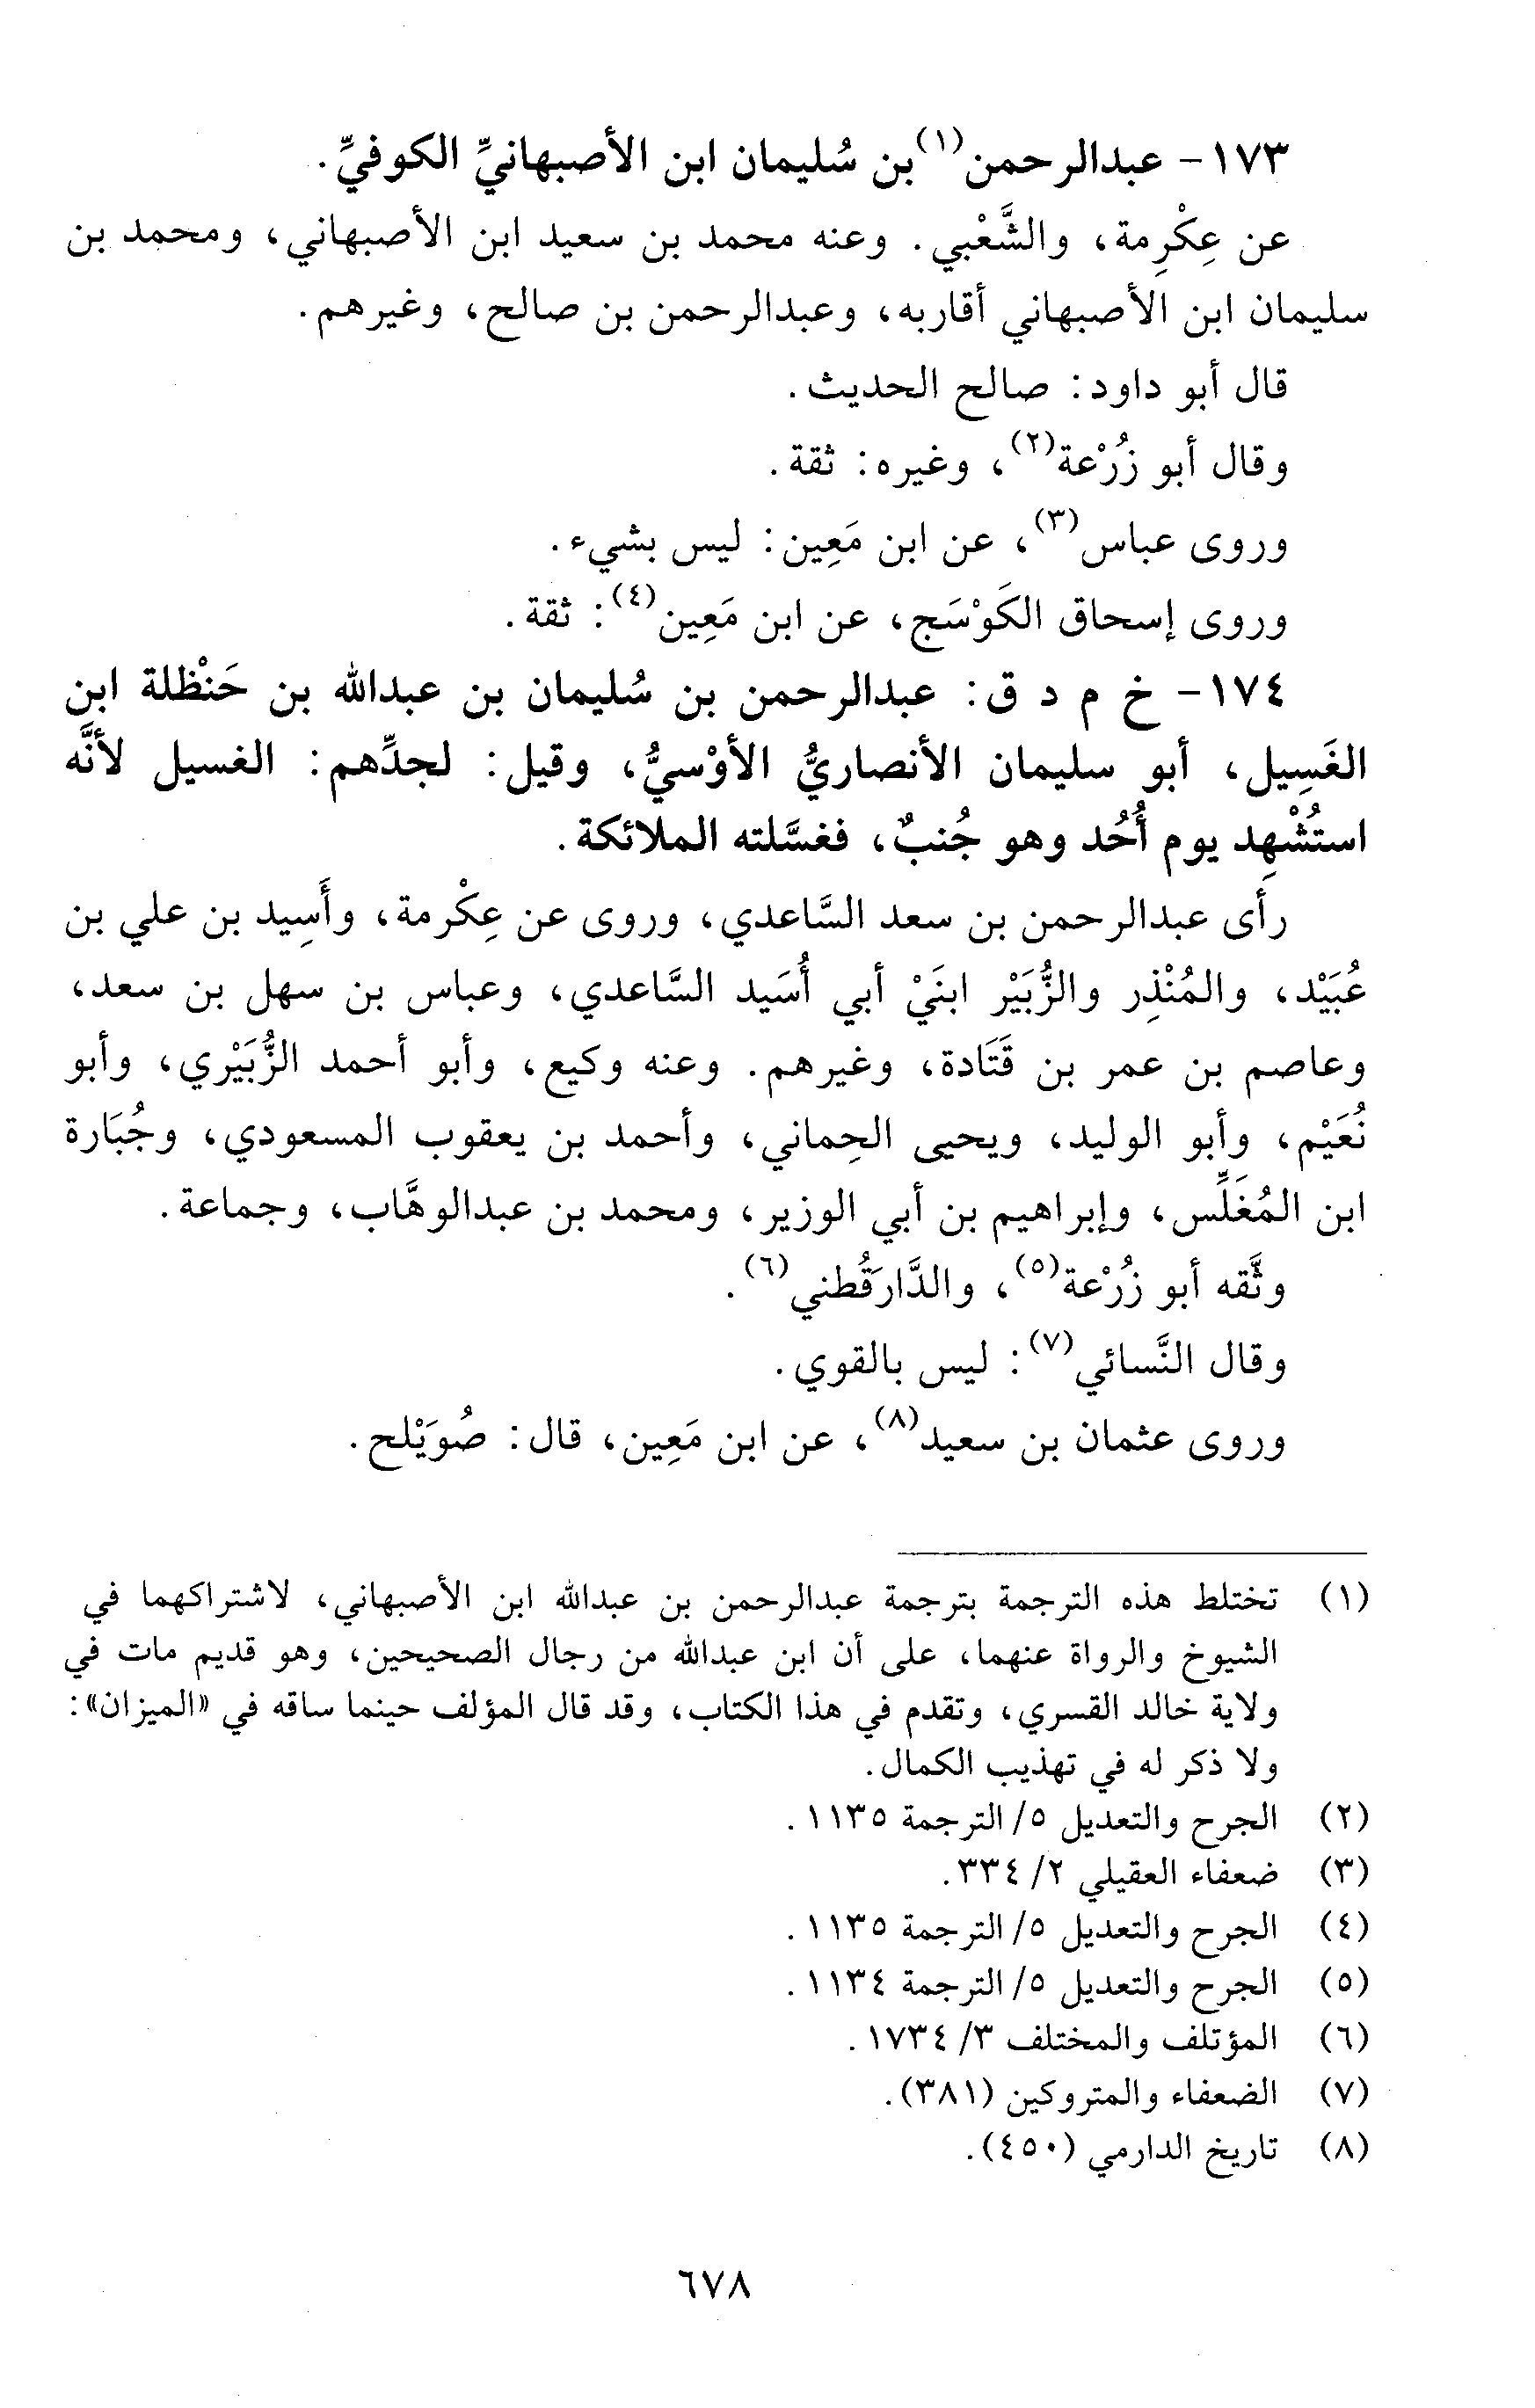 ١٧٣- عبدالرحمن(١) بن سُليمان ابن الأصبهانيِّ الكوفيِّ.
عن عِكْرِمة، والشَّعْبي. وعنه محمد بن سعيد ابن الأصبهاني، ومحمد بن
سليمان ابن الأصبهاني أقاربه، وعبدالرحمن بن صالح، وغيرهم.
قال أبو داود: صالح الحديث.
وقال أبو زُرْعة(٢)، وغيره: ثقة.
وروى عباس(٣)، عن ابن مَعِين: ليس بشيء.
وروى إسحاق الكَوْسَج، عن ابن مَعِين(٤): ثقة.
١٧٤- خ م د ق: عبدالرحمن بن سُليمان بن عبدالله بن حَنْظلة ابن
الغَسِيل، أبو سليمان الأنصاريُّ الأوْسيُّ، وقيل: لجدِّهم: الغسيل لأنَّه
استُشْهِد يوم أُحُد وهو جُنبٌ، فغسَّلته الملائكة.
رأى عبدالرحمن بن سعد السَّاعدي، وروى عن عِكْرمة، وأَسِيد بن علي بن
عُبَيْد، والمُنْذِر والزُّبَيْر ابنَيْ أبي أُسَيد السَّاعدي، وعباس بن سهل بن سعد،
وعاصم بن عمر بن قَتَادة، وغيرهم. وعنه وكيع، وأبو أحمد الزُّبَيْري، وأبو
نُعَيْم، وأبو الوليد، ويحيى الحِماني، وأحمد بن يعقوب المسعودي، وجُبَارة
ابن المُغَلِّس، وإبراهيم بن أبي الوزير، ومحمد بن عبدالوهَّاب، وجماعة.
وثَّقه أبو زُرْعة(٥)، والدَّارَقُطني(٦).
وقال النَّسائي(٧): ليس بالقوي.
وروى عثمان بن سعيد(٨)، عن ابن مَعِين، قال: صُوَيْلح.
(١) تختلط هذه الترجمة بترجمة عبدالرحمن بن عبدالله ابن الأصبهاني، لاشتراكهما في
الشيوخ والرواة عنهما، على أن ابن عبدالله من رجال الصحيحين، وهو قديم مات في
ولاية خالد القسري، وتقدم في هذا الكتاب، وقد قال المؤلف حينما ساقه في «الميزان»:
ولا ذكر له في تهذيب الكمال.
(٢) الجرح والتعديل ٥/ الترجمة ١١٣٥.
(٣) ضعفاء العقيلي ٢/ ٣٣٤.
(٤) الجرح والتعديل ٥/ الترجمة ١١٣٥.
(٥) الجرح والتعديل ٥/ الترجمة ١١٣٤.
(٦) المؤتلف والمختلف ٣/ ١٧٣٤.
(٧) الضعفاء والمتروكين (٣٨١).
(٨) تاريخ الدارمي (٤٥٠).
٦٧٨